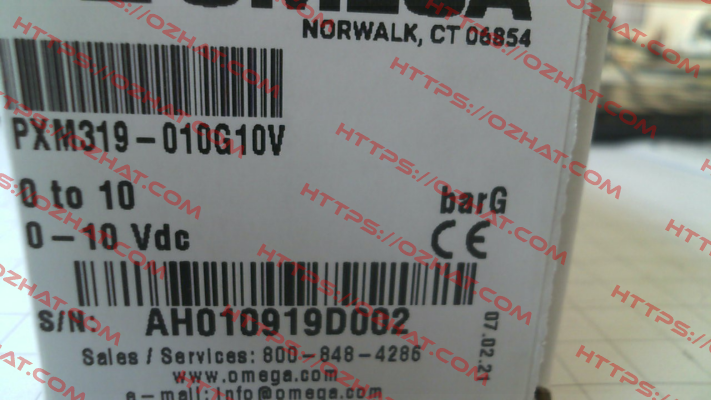 OMEGA
NORWALK, CT 06854
PXM319-010G10V
0 to 10 barG
0-10 Vdc CE
S/N: AH010919D002
07.02.21
Sales / Services: 800-848-4286
www.omega.com
e-mail: info@omega.com
HTTPS://OZHAT.COM